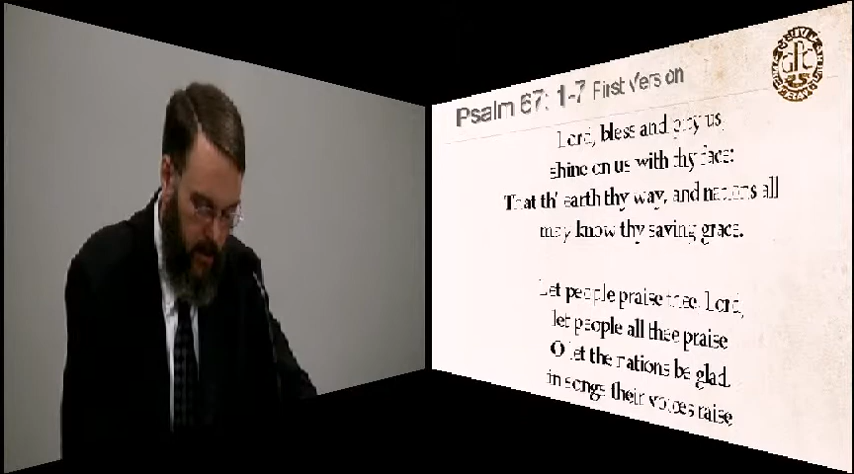 Psalm 67: 1-7 First Version
Lord, bless and pity us,
shine on us with thy face:
That th' earth thy way, and nations all
may know thy saving grace.
Let people praise thee, Lord,
let people all thee praise
O let the nations be glad
in songs their voices raise
GPC